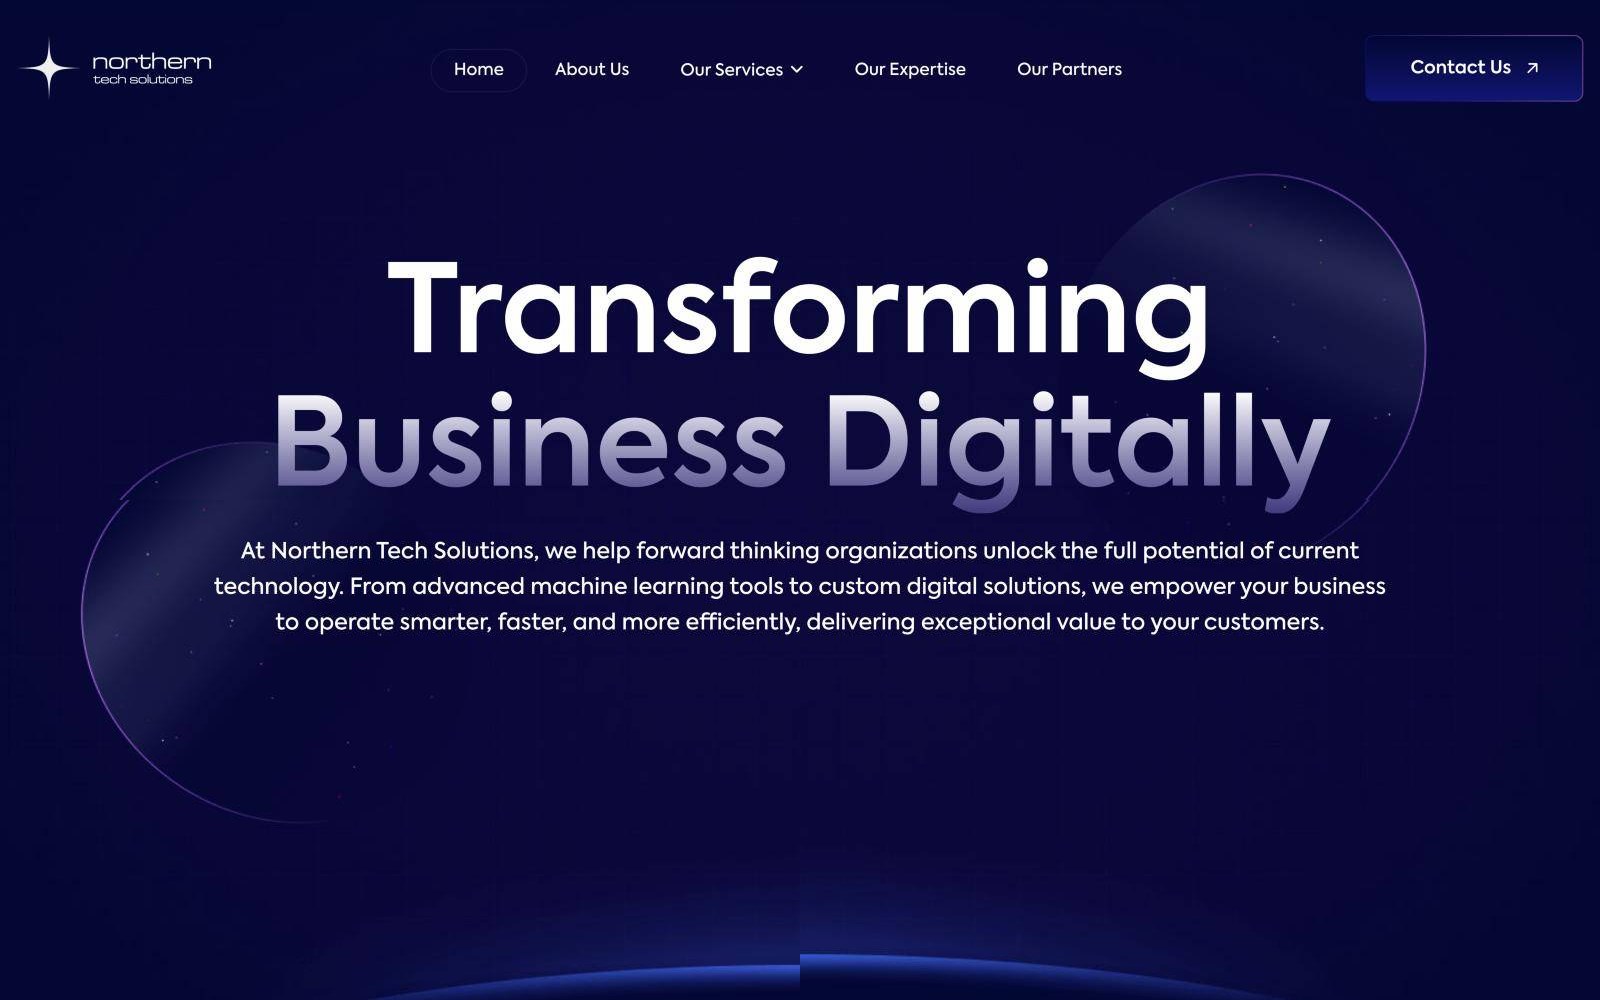 northern
tech solutions
Home
About Us
Our Services
Our Expertise
Our Partners
Contact Us
Transforming
Business Digitally
At Northern Tech Solutions, we help forward thinking organizations unlock the full potential of current
technology. From advanced machine learning tools to custom digital solutions, we empower your business
to operate smarter, faster, and more efficiently, delivering exceptional value to your customers.